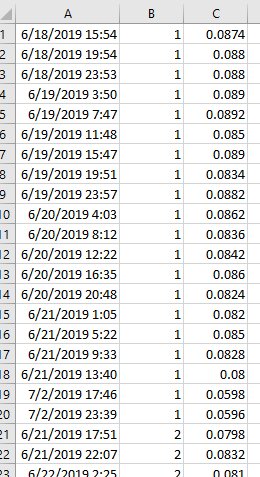 A B C
1 6/18/2019 15:54 1 0.0874
2 6/18/2019 19:54 1 0.088
3 6/18/2019 23:53 1 0.088
4 6/19/2019 3:50 1 0.089
5 6/19/2019 7:47 1 0.0892
6 6/19/2019 11:48 1 0.085
7 6/19/2019 15:47 1 0.089
8 6/19/2019 19:51 1 0.0834
9 6/19/2019 23:57 1 0.0882
10 6/20/2019 4:03 1 0.0862
11 6/20/2019 8:12 1 0.0836
12 6/20/2019 12:22 1 0.0842
13 6/20/2019 16:35 1 0.086
14 6/20/2019 20:48 1 0.0824
15 6/21/2019 1:05 1 0.082
16 6/21/2019 5:22 1 0.085
17 6/21/2019 9:33 1 0.0828
18 6/21/2019 13:40 1 0.08
19 7/2/2019 17:46 1 0.0598
20 7/2/2019 23:39 1 0.0596
21 6/21/2019 17:51 2 0.0798
22 6/21/2019 22:07 2 0.0832
23 6/22/2019 2:25 2 0.081